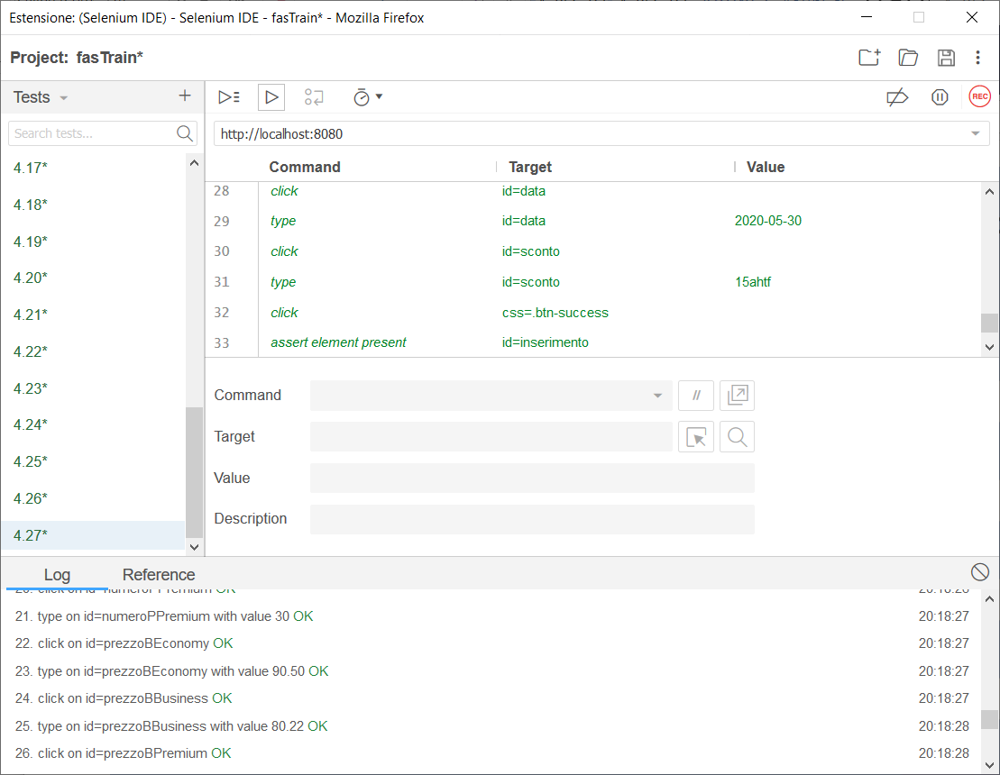 Estensione: (Selenium IDE) - Selenium IDE - fasTrain* - Mozilla Firefox
Project: fasTrain*
Tests
REC
Search tests...
http://localhost:8080
Command Target Value
4.17*
4.18*
4.19*
4.20*
4.21*
4.22*
4.23*
4.24*
4.25*
4.26*
4.27*
28 click id=data
29 type id=data 2020-05-30
30 click id=sconto
31 type id=sconto 15ahtf
32 click css=.btn-success
33 assert element present id=inserimento
Command //
Target
Value
Description
Log Reference
20. click on id=numeroPPremium OK 20:18:26
21. type on id=numeroPPremium with value 30 OK 20:18:27
22. click on id=prezzoBEconomy OK 20:18:27
23. type on id=prezzoBEconomy with value 90.50 OK 20:18:27
24. click on id=prezzoBBusiness OK 20:18:27
25. type on id=prezzoBBusiness with value 80.22 OK 20:18:28
26. click on id=prezzoBPremium OK 20:18:28